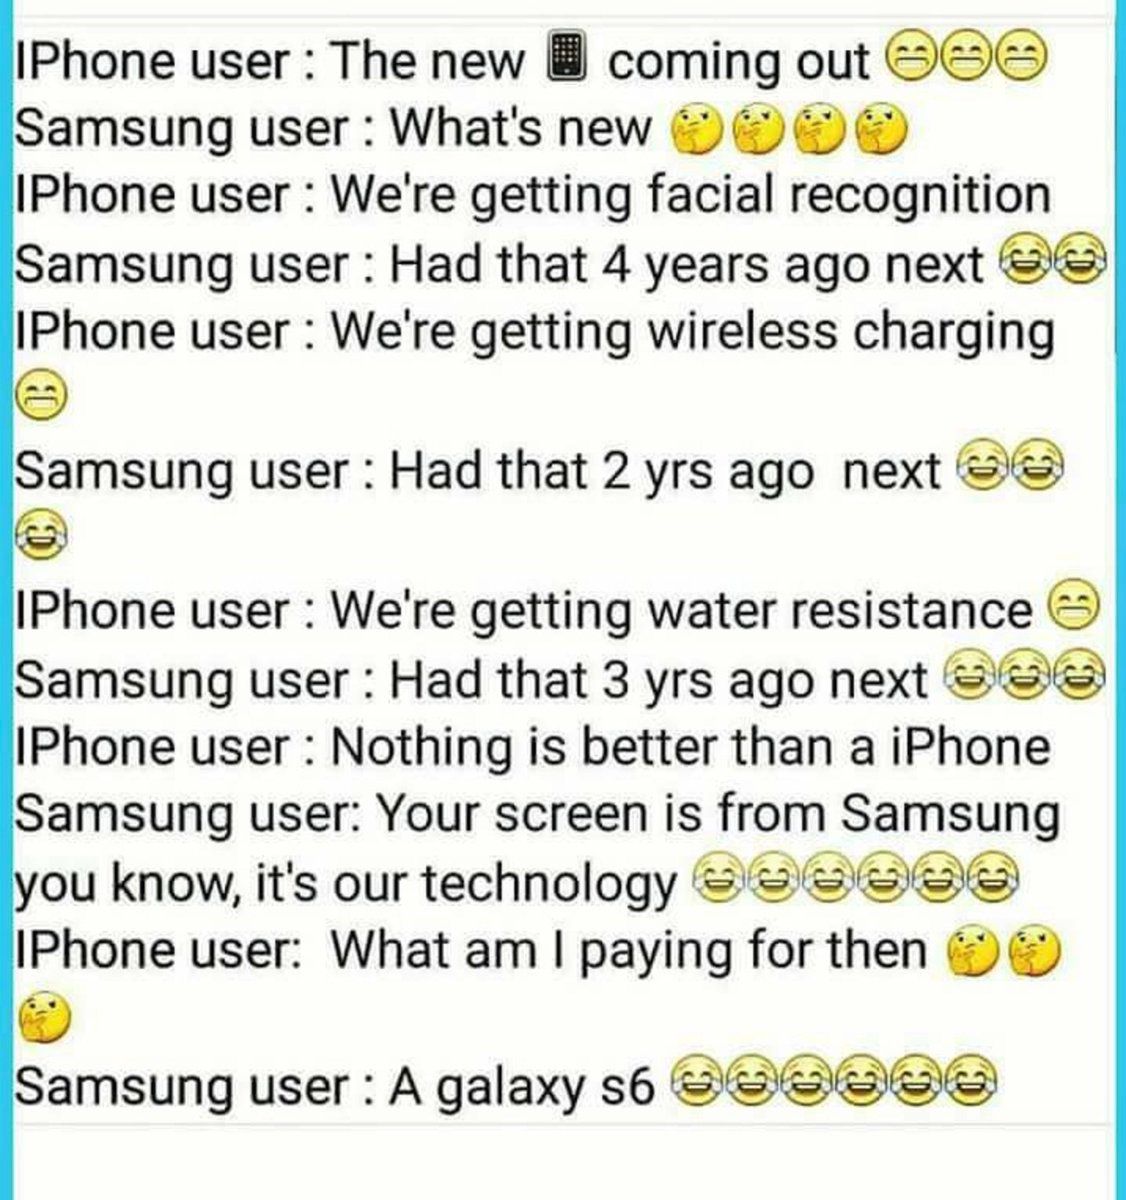 IPhone user : The new 📱 coming out 😁😁😁
Samsung user : What's new 🤔🤔🤔🤔
IPhone user : We're getting facial recognition
Samsung user : Had that 4 years ago next 😂😂
IPhone user : We're getting wireless charging
😁
Samsung user : Had that 2 yrs ago  next 😂😂
😂
IPhone user : We're getting water resistance 😁
Samsung user : Had that 3 yrs ago next 😂😂😂
IPhone user : Nothing is better than a iPhone
Samsung user: Your screen is from Samsung
you know, it's our technology 😂😂😂😂😂😂
IPhone user:  What am I paying for then 🤔🤔
🤔
Samsung user : A galaxy s6 😂😂😂😂😂😂